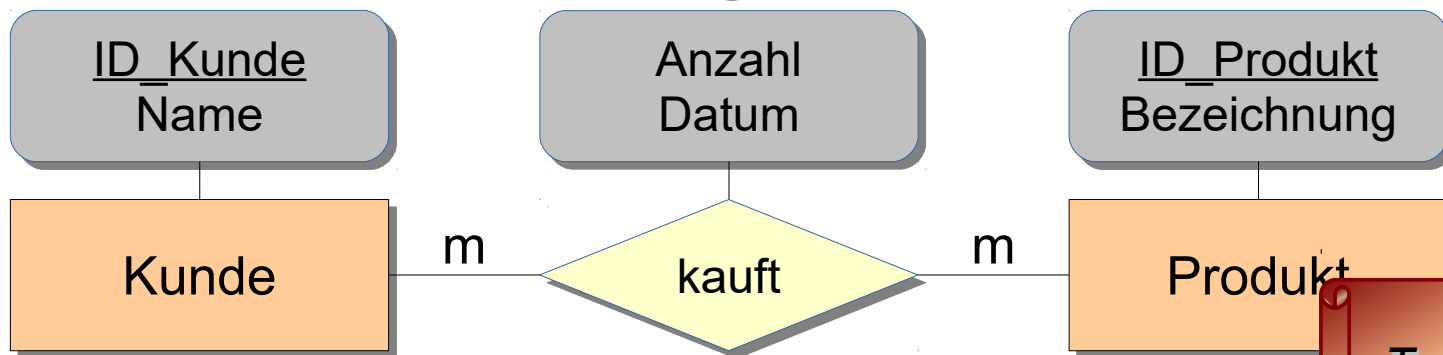 ID_Kunde
Name
Anzahl
Datum
ID_Produkt
Bezeichnung
Kunde
m
kauft
m
Produkt